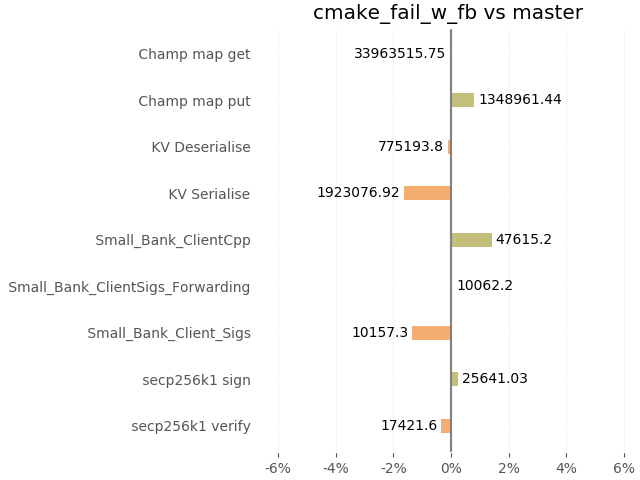 cmake_fail_w_fb vs master
Champ map get 33963515.75
Champ map put 1348961.44
KV Deserialise 775193.8
KV Serialise 1923076.92
Small_Bank_ClientCpp 47615.2
Small_Bank_ClientSigs_Forwarding 10062.2
Small_Bank_Client_Sigs 10157.3
secp256k1 sign 25641.03
secp256k1 verify 17421.6
-6% -4% -2% 0% 2% 4% 6%